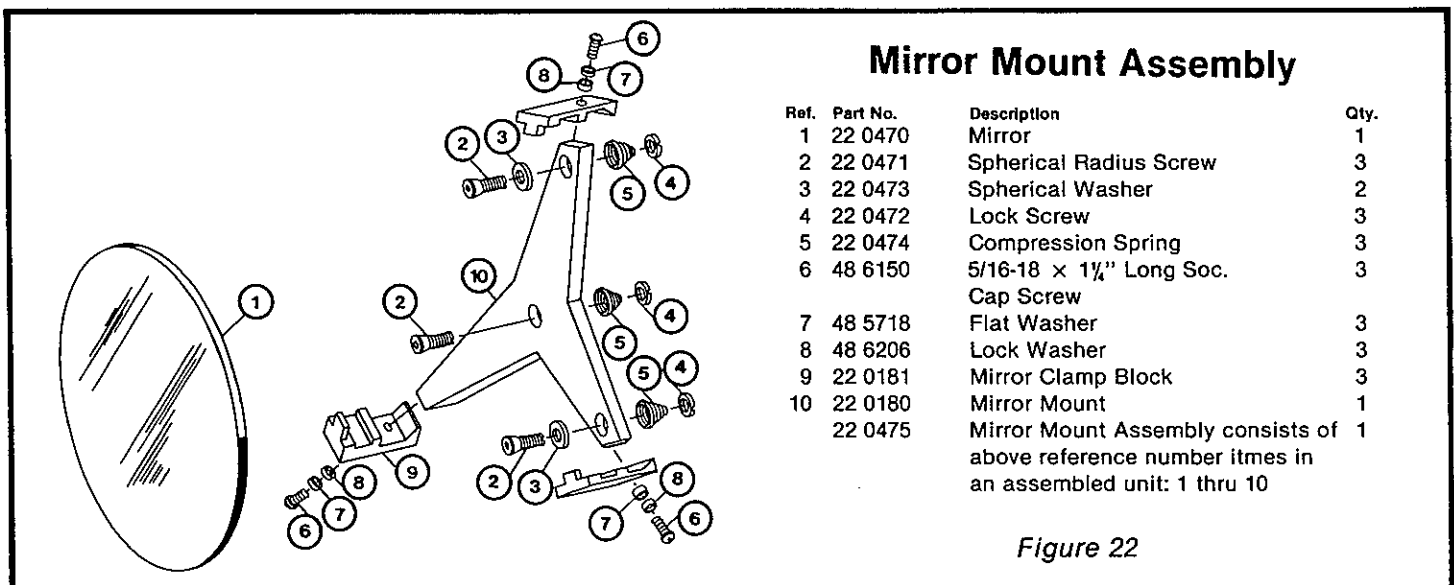 Mirror Mount Assembly
Ref. Part No. Description Qty.
1 22 0470 Mirror 1
2 22 0471 Spherical Radius Screw 3
3 22 0473 Spherical Washer 2
4 22 0472 Lock Screw 3
5 22 0474 Compression Spring 3
6 48 6150 5/16-18 × 1¼" Long Soc. 3
Cap Screw
7 48 5718 Flat Washer 3
8 48 6206 Lock Washer 3
9 22 0181 Mirror Clamp Block 3
10 22 0180 Mirror Mount 1
22 0475 Mirror Mount Assembly consists of 1
above reference number itmes in
an assembled unit: 1 thru 10
Figure 22
6
8
7
2
3
5
4
10
1
2
4
5
5
4
9
2
3
8
7
6
8
7
6